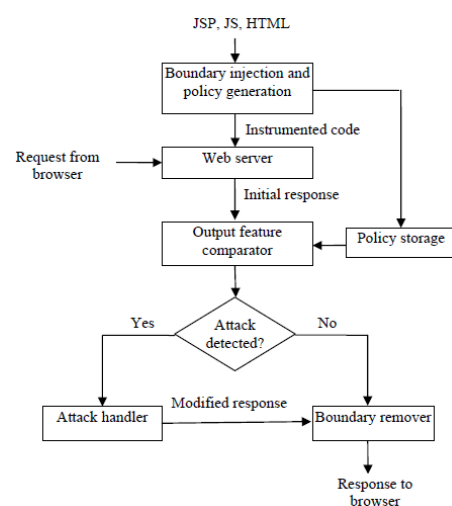 JSP, JS, HTML
Boundary injection and
policy generation
Instrumented code
Request from
browser
Web server
Initial response
Output feature
comparator
Policy storage
Yes
Attack
detected?
No
Attack handler
Modified response
Boundary remover
Response to
browser